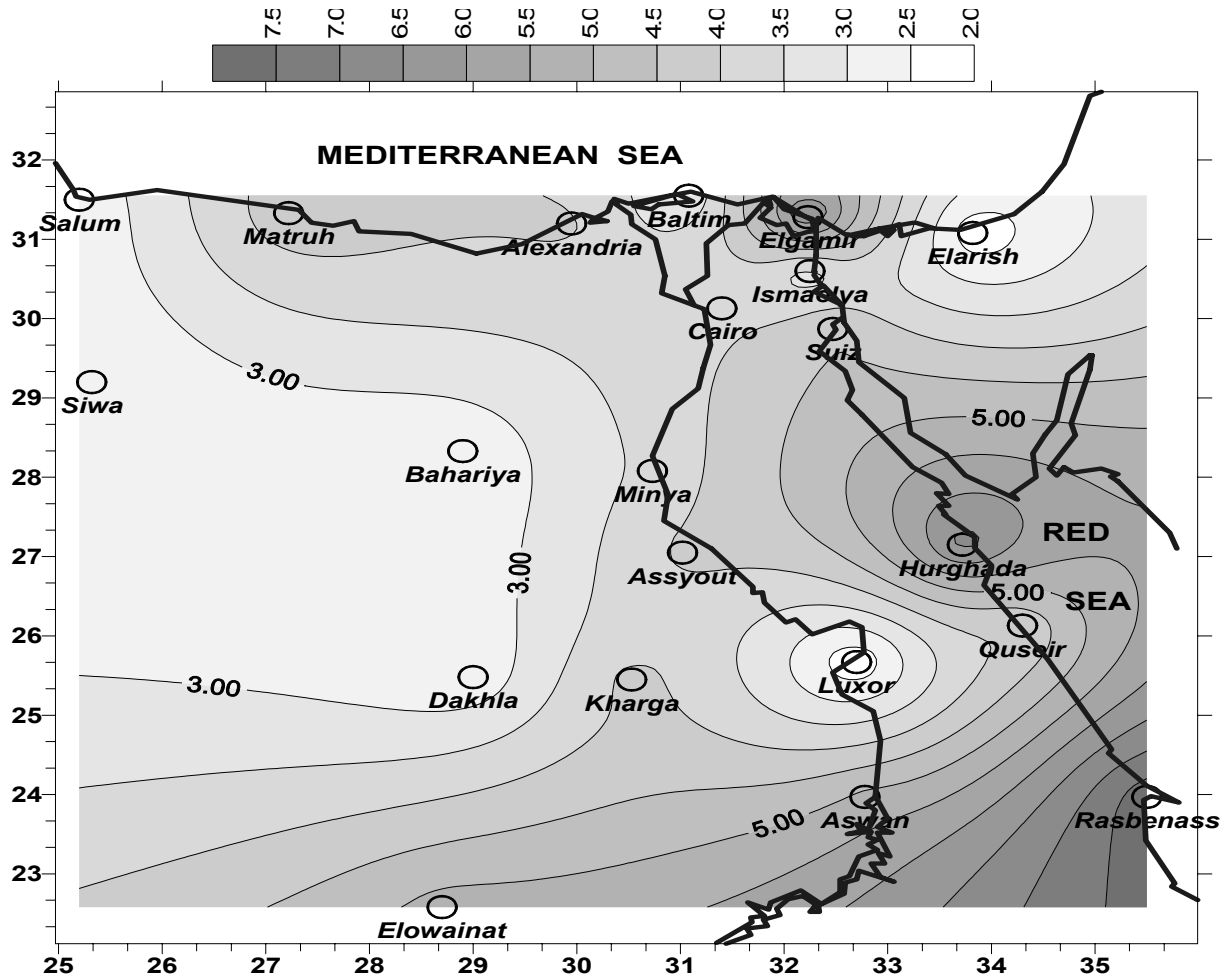 7.5 7.0 6.5 6.0 5.5 5.0 4.5 4.0 3.5 3.0 2.5 2.0
MEDITERRANEAN SEA
32
31
30
29
28
27
26
25
24
23
Salum
Matruh
Alexandria
Baltim
Elgamil
Elarish
Ismaelya
Cairo
Suiz
3.00
Siwa
5.00
Bahariya
Minya
RED
3.00
Assyout
Hurghada
5.00
SEA
Quseir
3.00
Dakhla
Kharga
Luxor
5.00
Aswan
Rasbenass
Elowainat
25 26 27 28 29 30 31 32 33 34 35